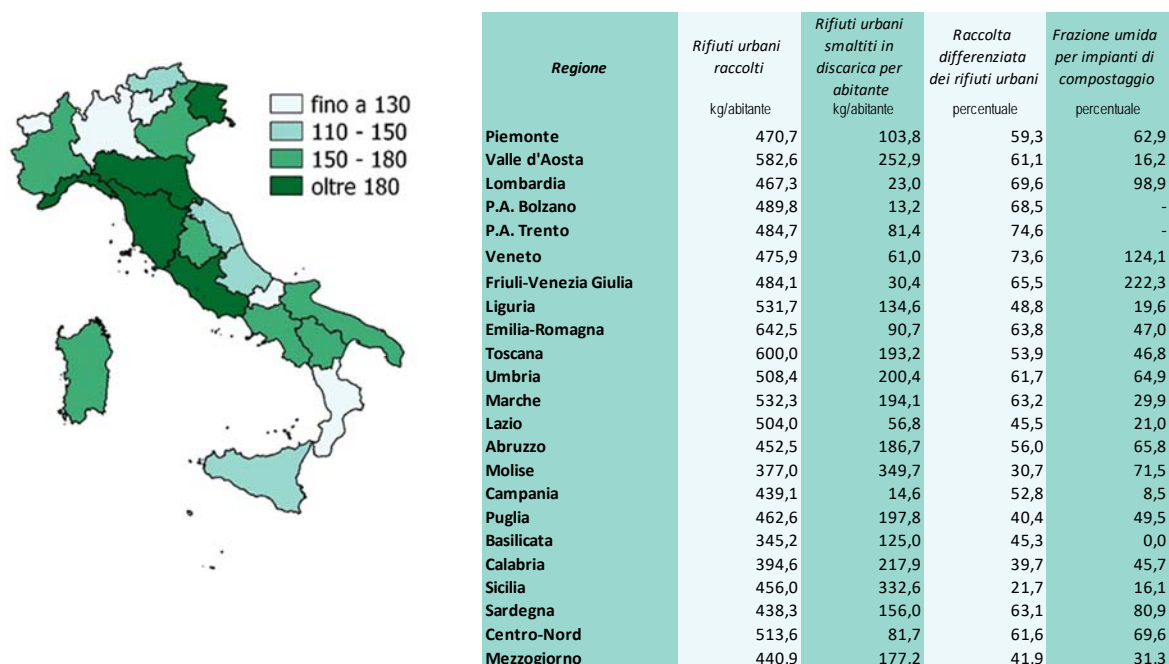 fino a 130
110 - 150
150 - 180
oltre 180
Regione
Rifiuti urbani
raccolti
Rifiuti urbani
smaltiti in
discarica per
abitante
Raccolta
differenziata
dei rifiuti urbani
Frazione umida
per impianti di
compostaggio
kg/abitante kg/abitante percentuale percentuale
Piemonte 470,7 103,8 59,3 62,9
Valle d'Aosta 582,6 252,9 61,1 16,2
Lombardia 467,3 23,0 69,6 98,9
P.A. Bolzano 489,8 13,2 68,5 -
P.A. Trento 484,7 81,4 74,6 -
Veneto 475,9 61,0 73,6 124,1
Friuli-Venezia Giulia 484,1 30,4 65,5 222,3
Liguria 531,7 134,6 48,8 19,6
Emilia-Romagna 642,5 90,7 63,8 47,0
Toscana 600,0 193,2 53,9 46,8
Umbria 508,4 200,4 61,7 64,9
Marche 532,3 194,1 63,2 29,9
Lazio 504,0 56,8 45,5 21,0
Abruzzo 452,5 186,7 56,0 65,8
Molise 377,0 349,7 30,7 71,5
Campania 439,1 14,6 52,8 8,5
Puglia 462,6 197,8 40,4 49,5
Basilicata 345,2 125,0 45,3 0,0
Calabria 394,6 217,9 39,7 45,7
Sicilia 456,0 332,6 21,7 16,1
Sardegna 438,3 156,0 63,1 80,9
Centro-Nord 513,6 81,7 61,6 69,6
Mezzogiorno 440,9 177,2 41,9 31,3